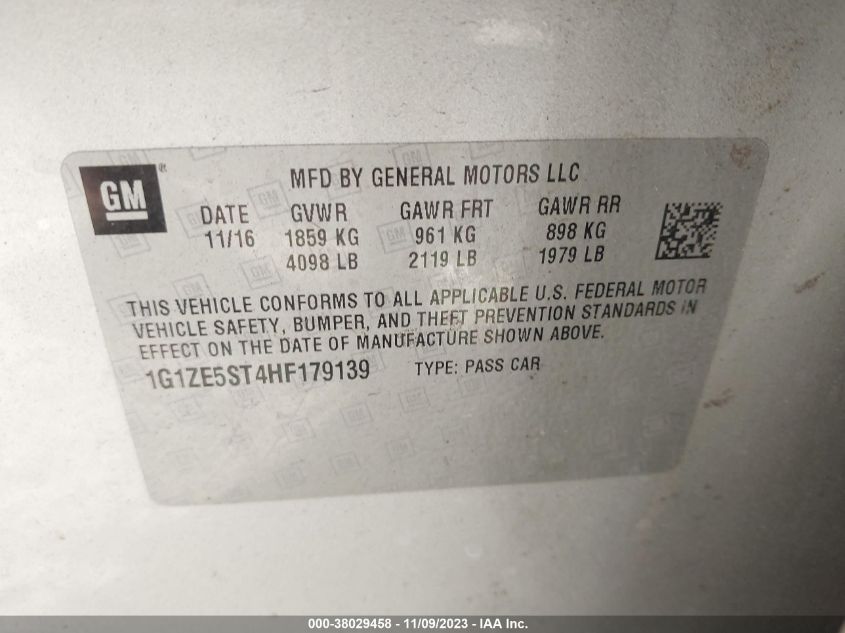 GM®
MFD BY GENERAL MOTORS LLC
DATE GVWR GAWR FRT GAWR RR
11/16 1859 KG 961 KG 898 KG
4098 LB 2119 LB 1979 LB
THIS VEHICLE CONFORMS TO ALL APPLICABLE U.S. FEDERAL MOTOR
VEHICLE SAFETY, BUMPER, AND THEFT PREVENTION STANDARDS IN
EFFECT ON THE DATE OF MANUFACTURE SHOWN ABOVE.
1G1ZE5ST4HF179139 TYPE: PASS CAR
000-38029458 - 11/09/2023 - IAA Inc.